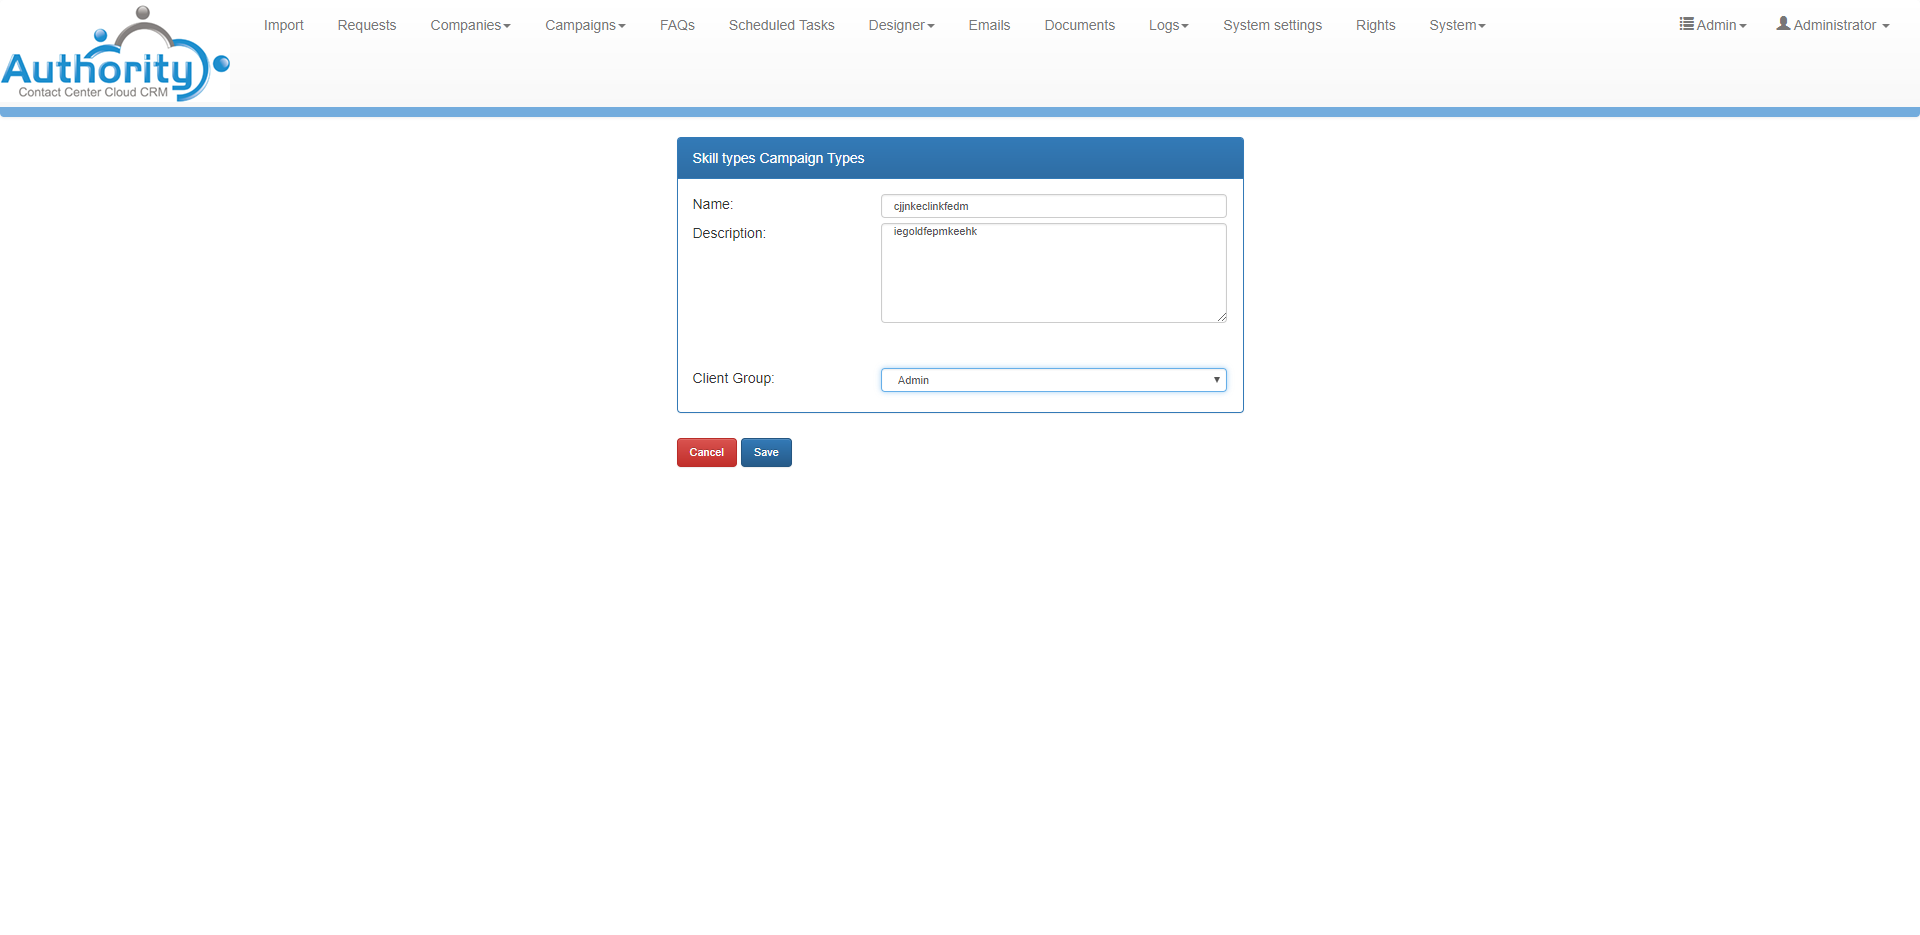 Authority
Contact Center Cloud CRM
Import Requests Companies Campaigns FAQs Scheduled Tasks Designer Emails Documents Logs System settings Rights System Admin Administrator
Skill types Campaign Types
Name: cjjnkeclinkfedm
Description: iegoldfepmkeehk
Client Group: Admin
Cancel Save